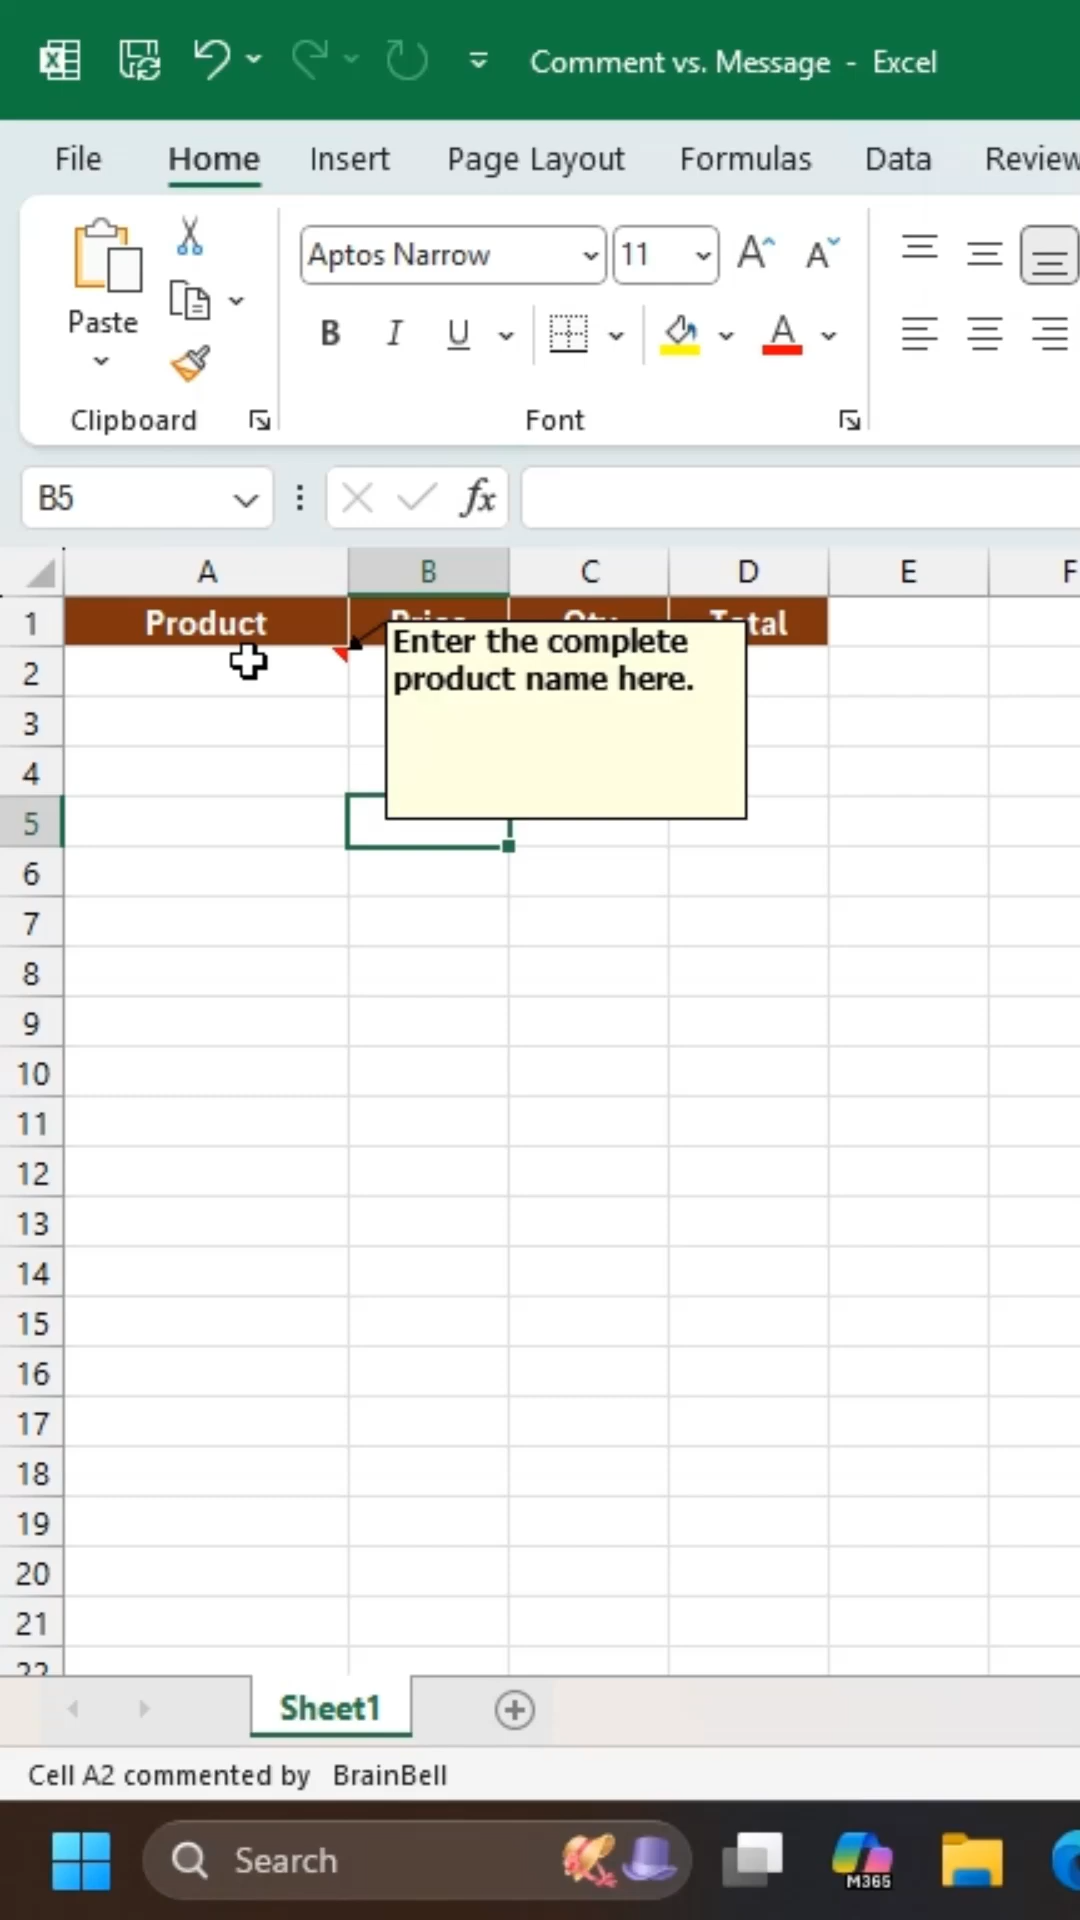 Comment vs. Message - Excel
File Home Insert Page Layout Formulas Data Review
Aptos Narrow 11 A A
Paste
B I U A
Clipboard Font
B5 fx
A B C D E F
1 Product
Enter the complete
product name here.
2
3
4
5
6
7
8
9
10
11
12
13
14
15
16
17
18
19
20
21
Sheet1
Cell A2 commented by BrainBell
Search M365